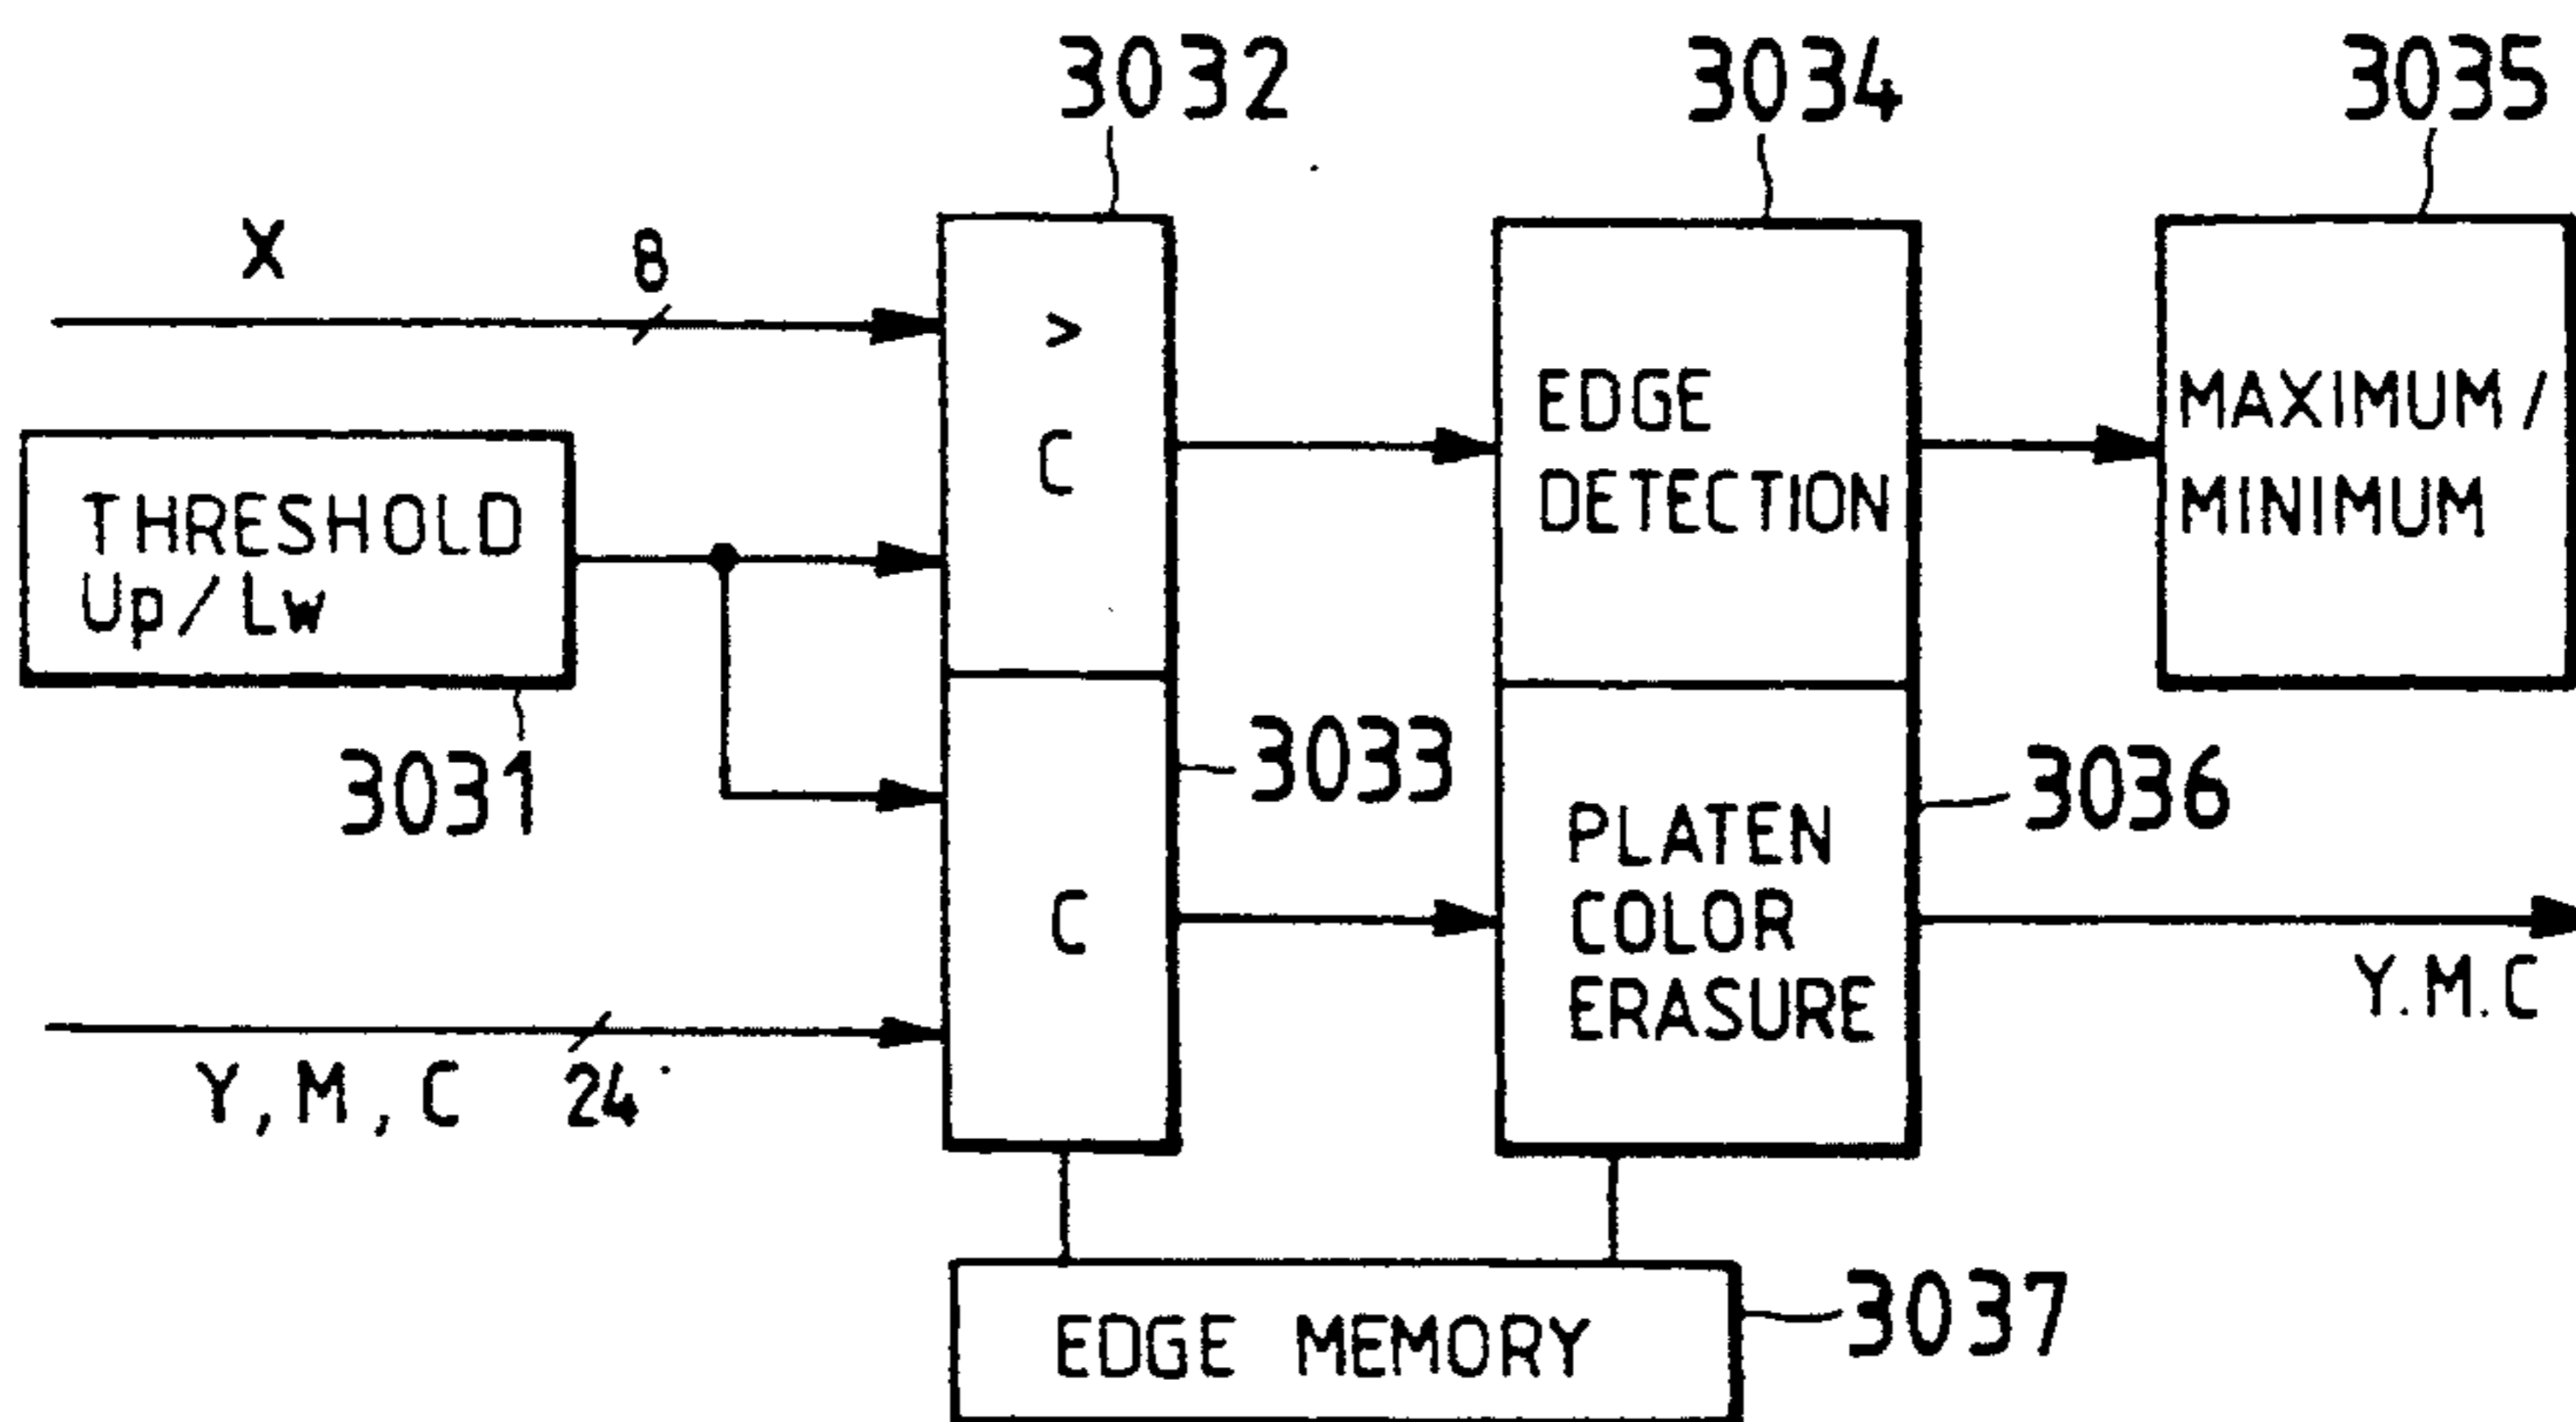 3032
3034
3035
X
8
>
C
EDGE
DETECTION
MAXIMUM/
MINIMUM
THRESHOLD
Up/Lw
3031
3033
3036
C
PLATEN
COLOR
ERASURE
Y, M, C
24
Y.M.C
EDGE MEMORY
3037